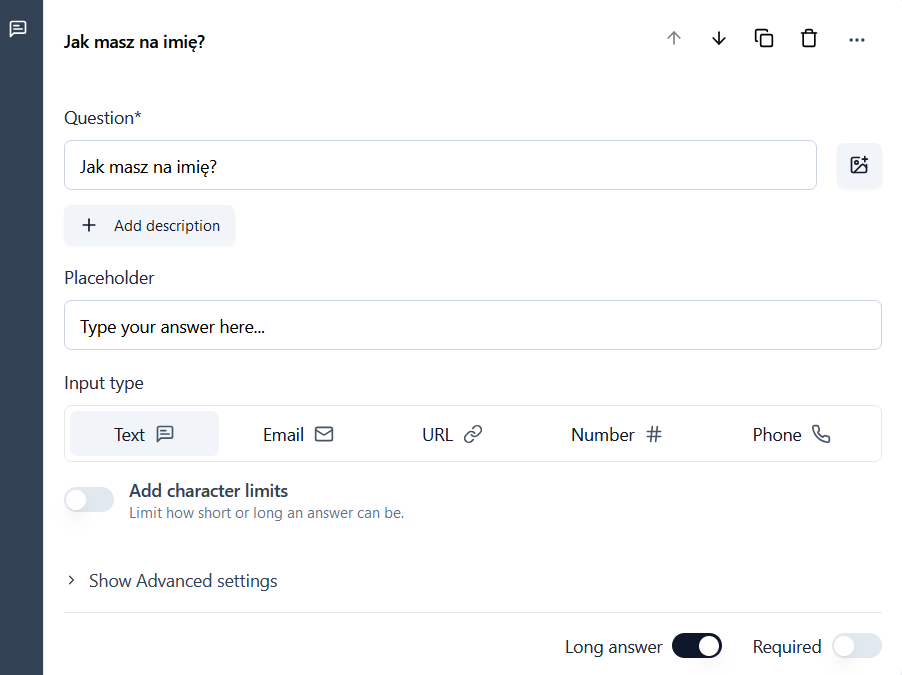 Jak masz na imię?
Question*
Jak masz na imię?
Add description
Placeholder
Type your answer here...
Input type
Text Email URL Number Phone
Add character limits
Limit how short or long an answer can be.
Show Advanced settings
Long answer Required